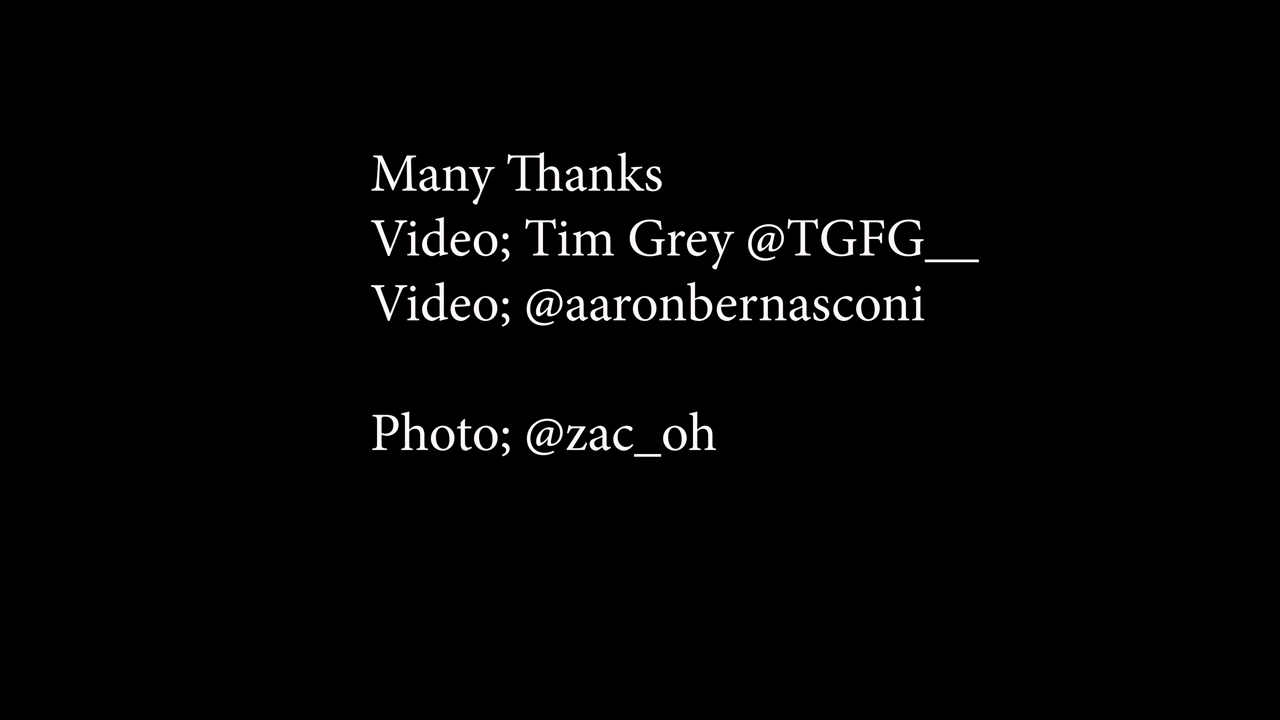 Many Thanks
Video; Tim Grey @TGFG__
Video; @aaronbernasconi
Photo; @zac_oh